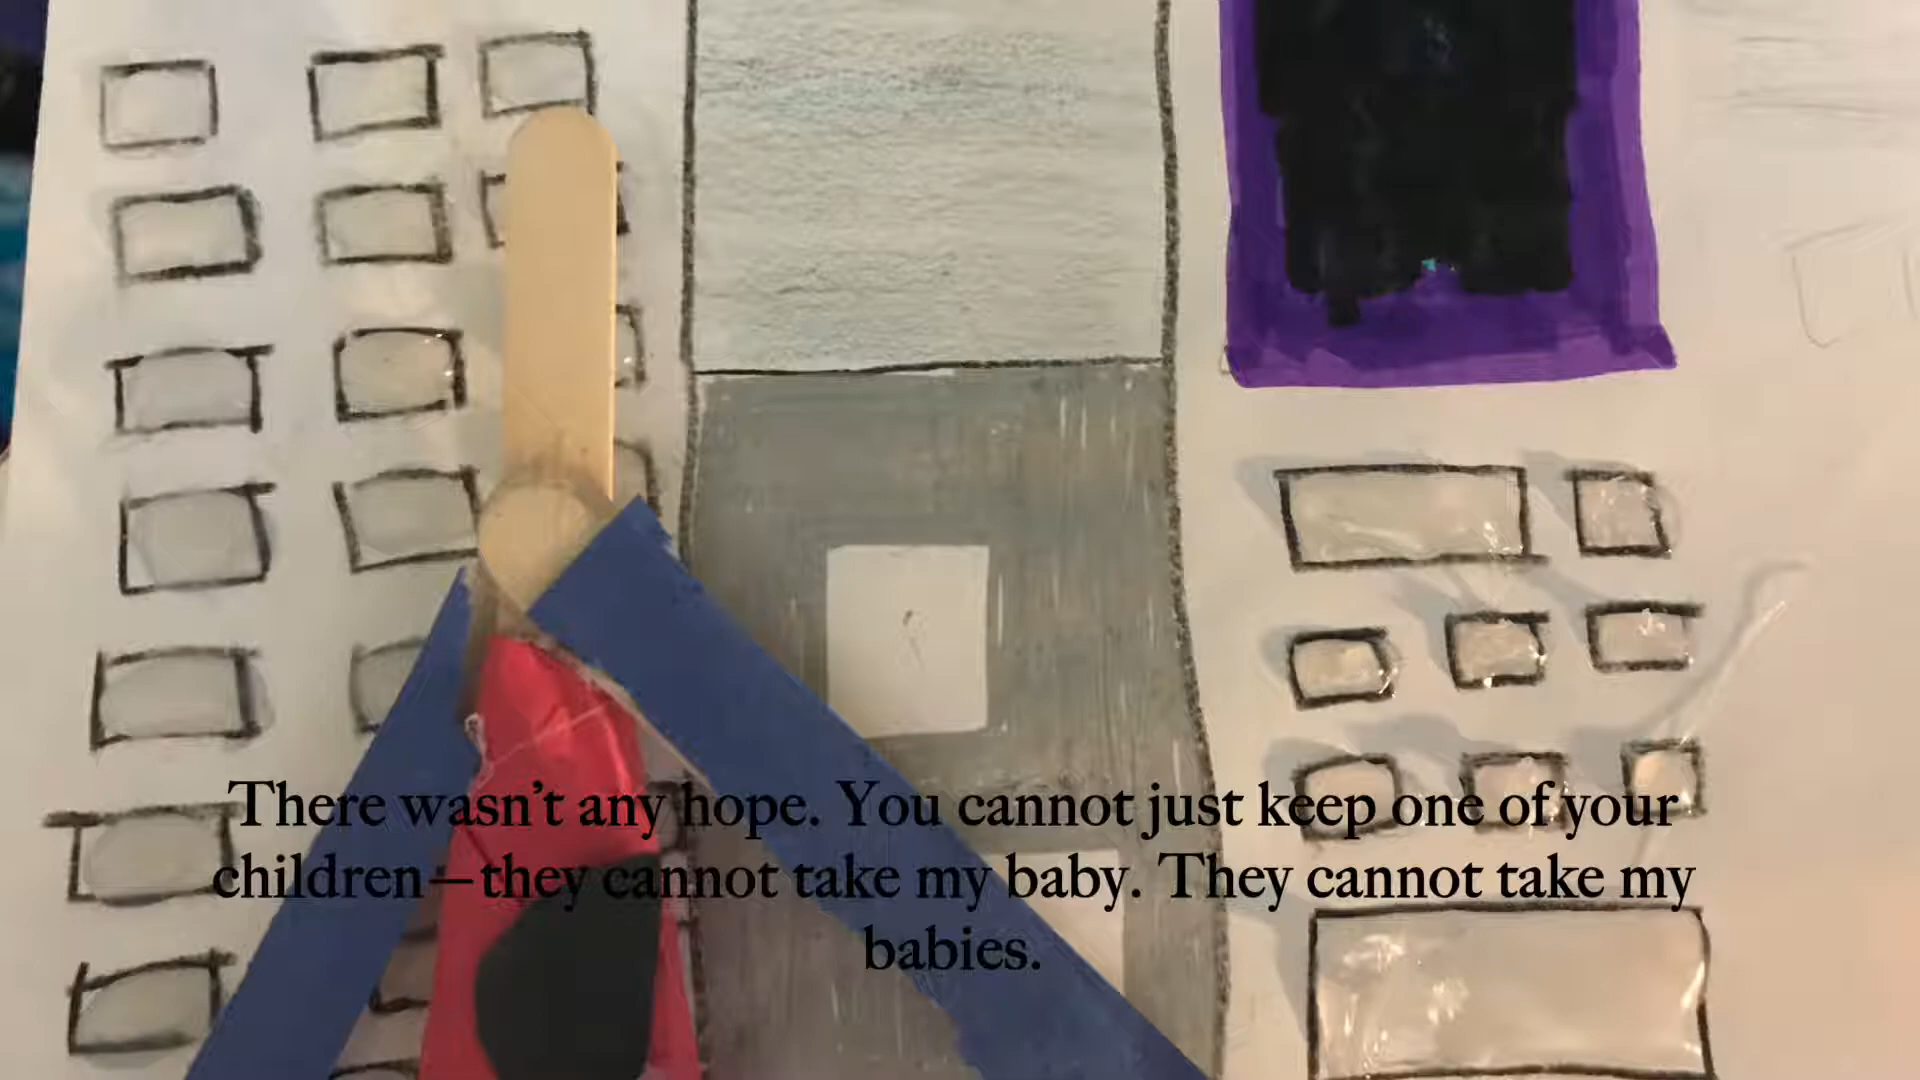 There wasn’t any hope. You cannot just keep one of your
children—they cannot take my baby. They cannot take my
babies.